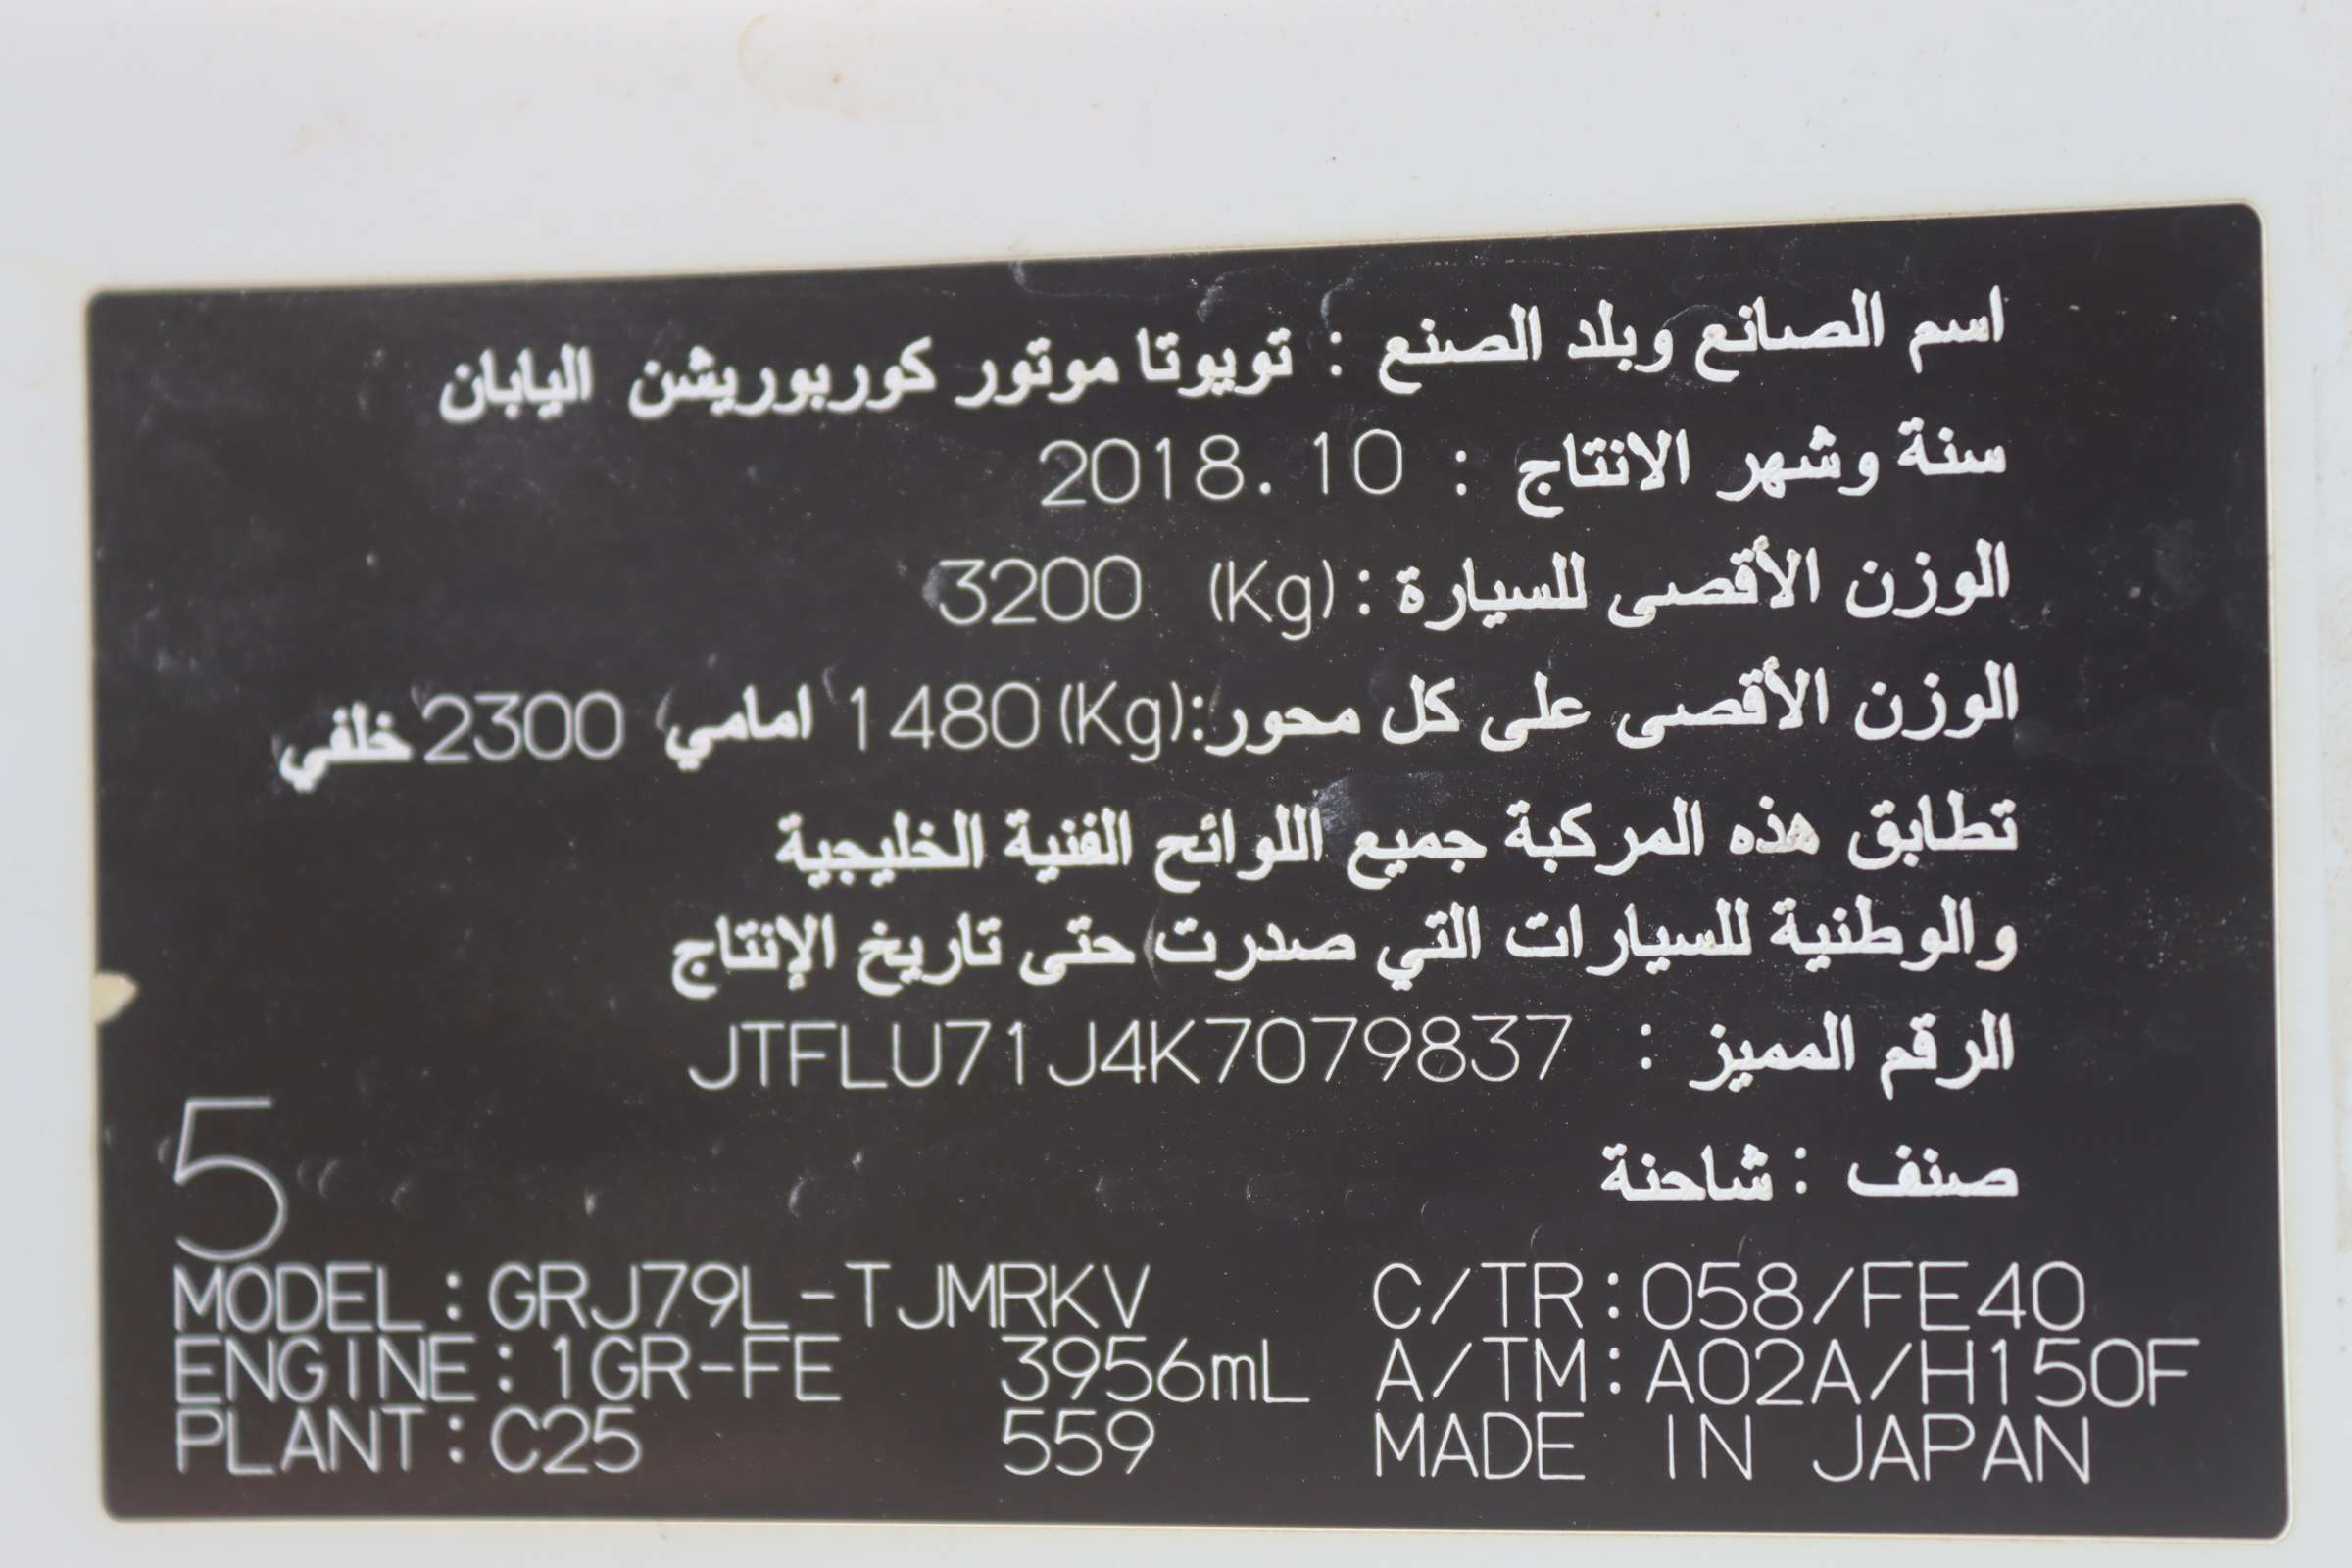 اسم الصانع وبلد الصنع : تويوتا موتور كوربوريشن اليابان
سنة وشهر الانتاج : 2018.10
الوزن الأقصى للسيارة : (Kg) 3200
الوزن الأقصى على كل محور:(Kg) 1480 امامي 2300 خلفي
تطابق هذه المركبة جميع اللوائح الفنية الخليجية
والوطنية للسيارات التي صدرت حتى تاريخ الإنتاج
الرقم المميز : JTFLU71J4K7079837
صنف : شاحنة
5
MODEL: GRJ79L-TJMRKV C/TR:058/FE40
ENGINE: 1GR-FE 3956mL A/TM:A02A/H150F
PLANT: C25 559 MADE IN JAPAN